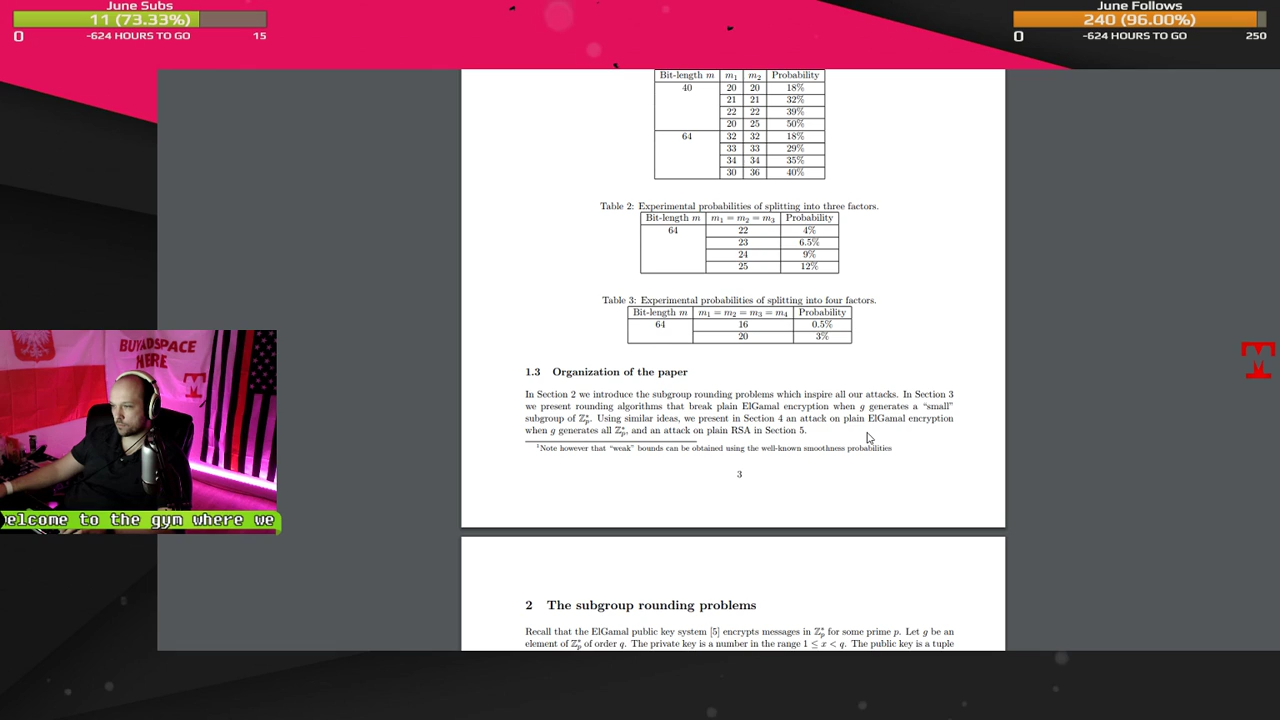 June Subs
11 (73.33%)
0 -624 HOURS TO GO 15
June Follows
240 (96.00%)
0 -624 HOURS TO GO 250
Bit-length m m₁ m₂ Probability
40 20 20 18%
21 21 32%
22 22 39%
20 25 50%
64 32 32 18%
33 33 29%
34 34 35%
30 36 40%
Table 2: Experimental probabilities of splitting into three factors.
Bit-length m m₁ = m₂ = m₃ Probability
64 22 4%
23 6.5%
24 9%
25 12%
Table 3: Experimental probabilities of splitting into four factors.
Bit-length m m₁ = m₂ = m₃ = m₄ Probability
64 16 0.5%
20 3%
1.3 Organization of the paper
In Section 2 we introduce the subgroup rounding problems which inspire all our attacks. In Section 3
we present rounding algorithms that break plain ElGamal encryption when g generates a “small”
subgroup of ℤ*ₚ. Using similar ideas, we present in Section 4 an attack on plain ElGamal encryption
when g generates all ℤ*ₚ, and an attack on plain RSA in Section 5.
¹Note however that “weak” bounds can be obtained using the well-known smoothness probabilities
3
2 The subgroup rounding problems
Recall that the ElGamal public key system [5] encrypts messages in ℤ*ₚ for some prime p. Let g be an
element of ℤ*ₚ of order q. The private key is a number in the range 1 ≤ x < q. The public key is a tuple
HERE
elcome to the gym where we